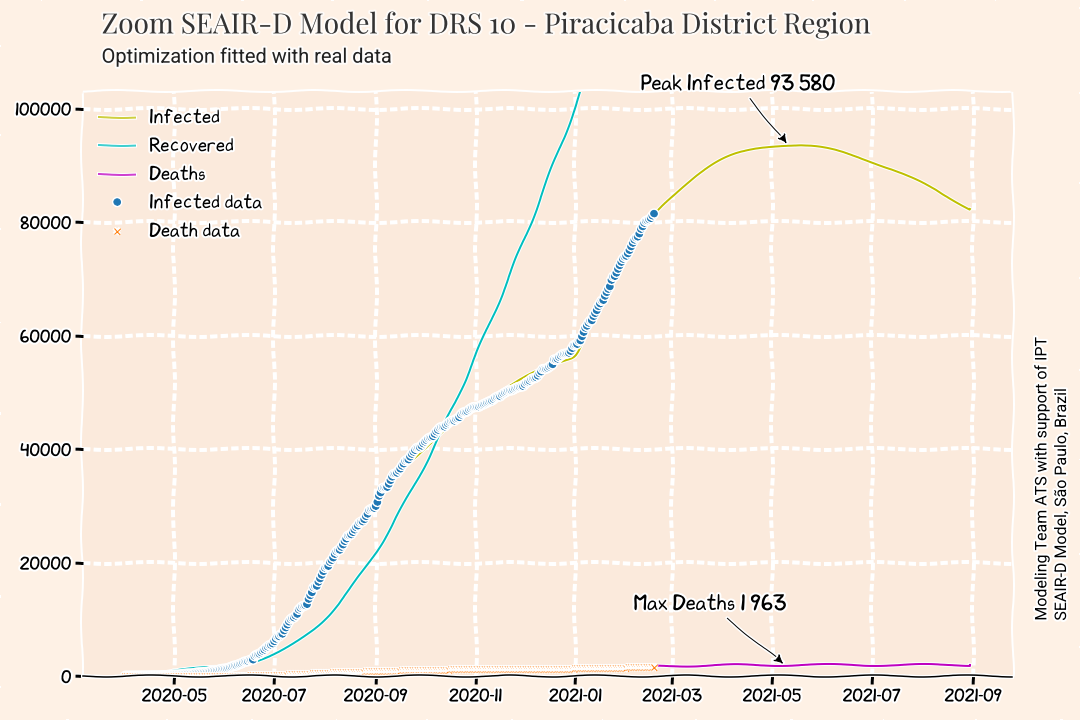 Zoom SEAIR-D Model for DRS 10 - Piracicaba District Region
Optimization fitted with real data
Peak Infected 93 580
Infected
Recovered
Deaths
Infected data
Death data
100000
80000
60000
40000
20000
0
Max Deaths 1963
2020-05
2020-07
2020-09
2020-11
2021-01
2021-03
2021-05
2021-07
2021-09
Modeling Team ATS with support of IPT
SEAIR-D Model, São Paulo, Brazil